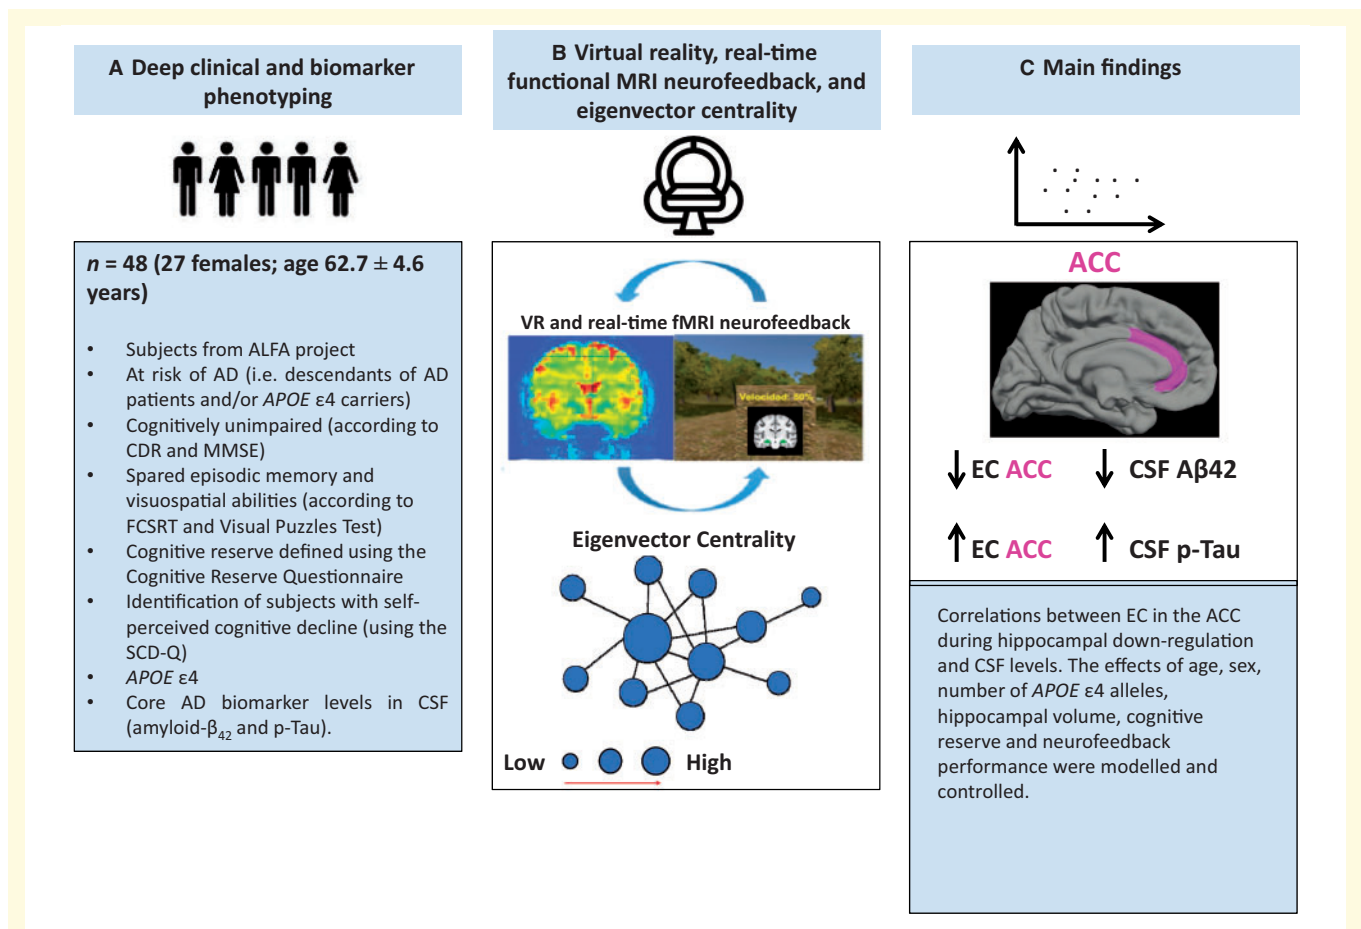 A Deep clinical and biomarker
phenotyping
n = 48 (27 females; age 62.7 ± 4.6
years)
• Subjects from ALFA project
• At risk of AD (i.e. descendants of AD
patients and/or APOE ε4 carriers)
• Cognitively unimpaired (according to
CDR and MMSE)
• Spared episodic memory and
visuospatial abilities (according to
FCSRT and Visual Puzzles Test)
• Cognitive reserve defined using the
Cognitive Reserve Questionnaire
• Identification of subjects with self-
perceived cognitive decline (using the
SCD-Q)
• APOE ε4
• Core AD biomarker levels in CSF
(amyloid-β42 and p-Tau).
B Virtual reality, real-time
functional MRI neurofeedback, and
eigenvector centrality
VR and real-time fMRI neurofeedback
Velocidad: 80%
Eigenvector Centrality
Low High
C Main findings
ACC
↓ EC ACC ↓ CSF Aβ42
↑ EC ACC ↑ CSF p-Tau
Correlations between EC in the ACC
during hippocampal down-regulation
and CSF levels. The effects of age, sex,
number of APOE ε4 alleles,
hippocampal volume, cognitive
reserve and neurofeedback
performance were modelled and
controlled.